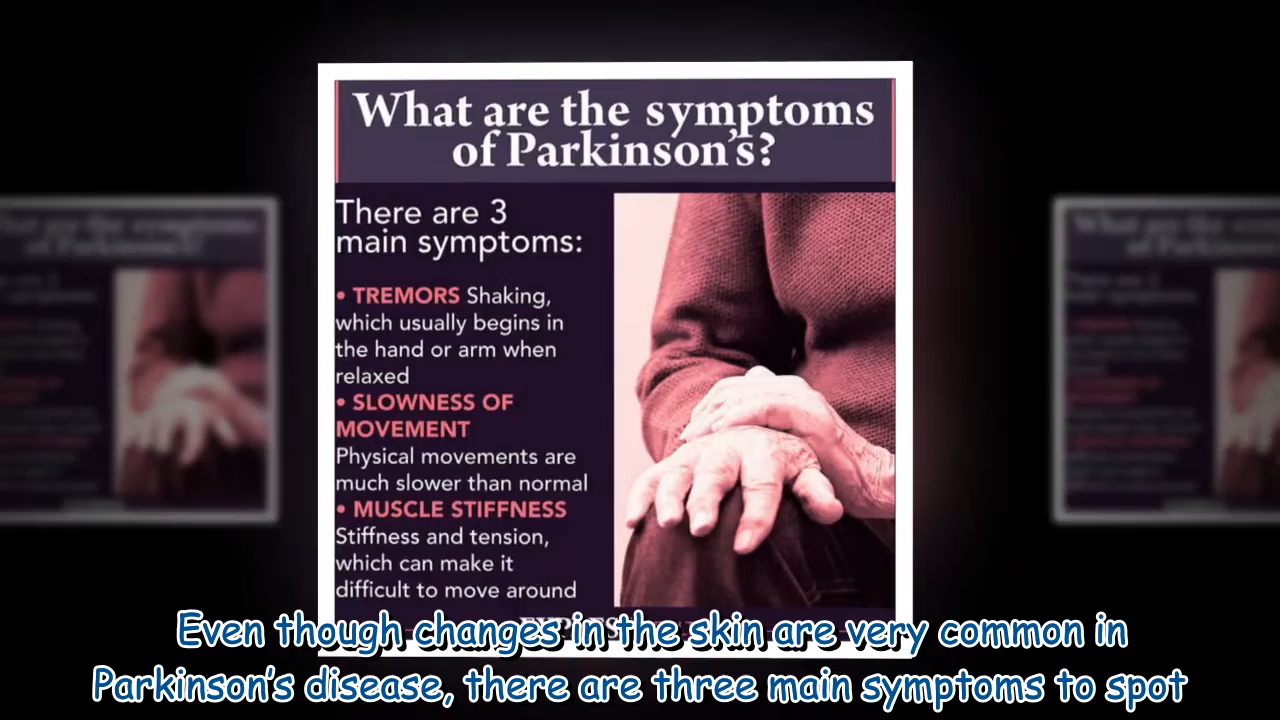 What are the symptoms
of Parkinson's?
There are 3
main symptoms:
• TREMORS Shaking,
which usually begins in
the hand or arm when
relaxed
• SLOWNESS OF
MOVEMENT
Physical movements are
much slower than normal
• MUSCLE STIFFNESS
Stiffness and tension,
which can make it
difficult to move around
Even though changes in the skin are very common in
Parkinson's disease, there are three main symptoms to spot